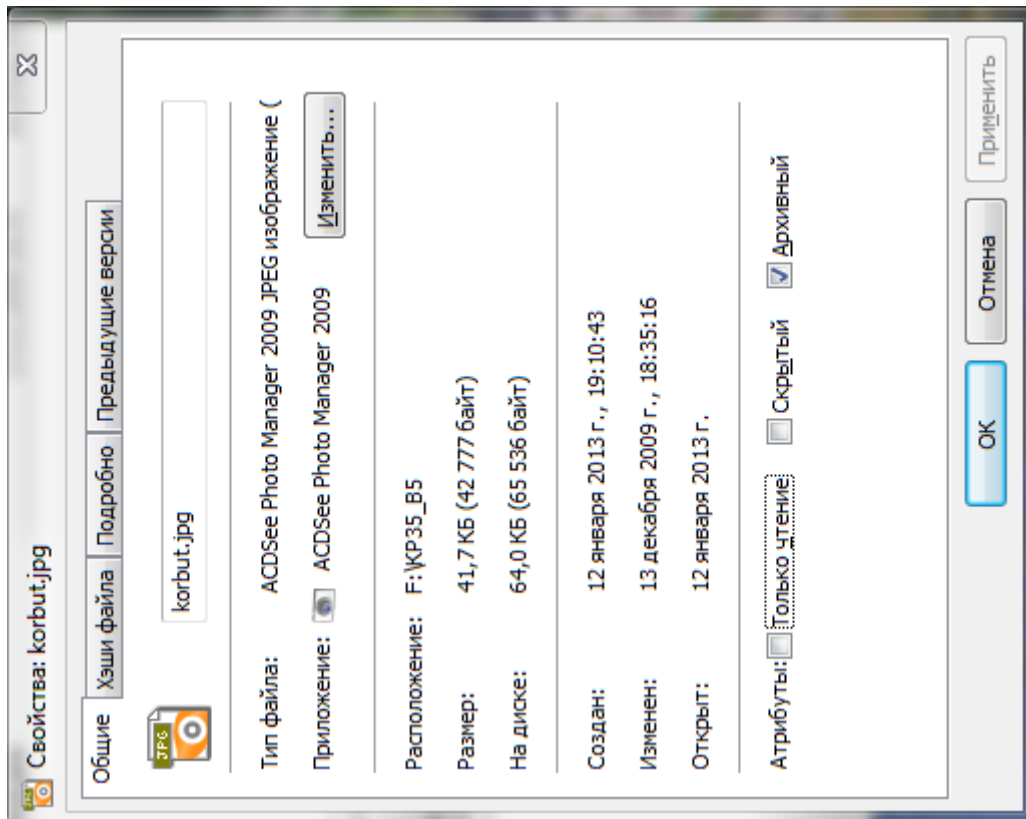 Свойства: korbut.jpg
Общие Хэши файла Подробно Предыдущие версии
JPG
korbut.jpg
Тип файла: ACDSee Photo Manager 2009 JPEG изображение (
Приложение: ACDSee Photo Manager 2009 Изменить...
Расположение: F:\KP35_B5
Размер: 41,7 КБ (42 777 байт)
На диске: 64,0 КБ (65 536 байт)
Создан: 12 января 2013 г., 19:10:43
Изменен: 13 декабря 2009 г., 18:35:16
Открыт: 12 января 2013 г.
Атрибуты: Только чтение Скрытый Архивный
ОК Отмена Применить